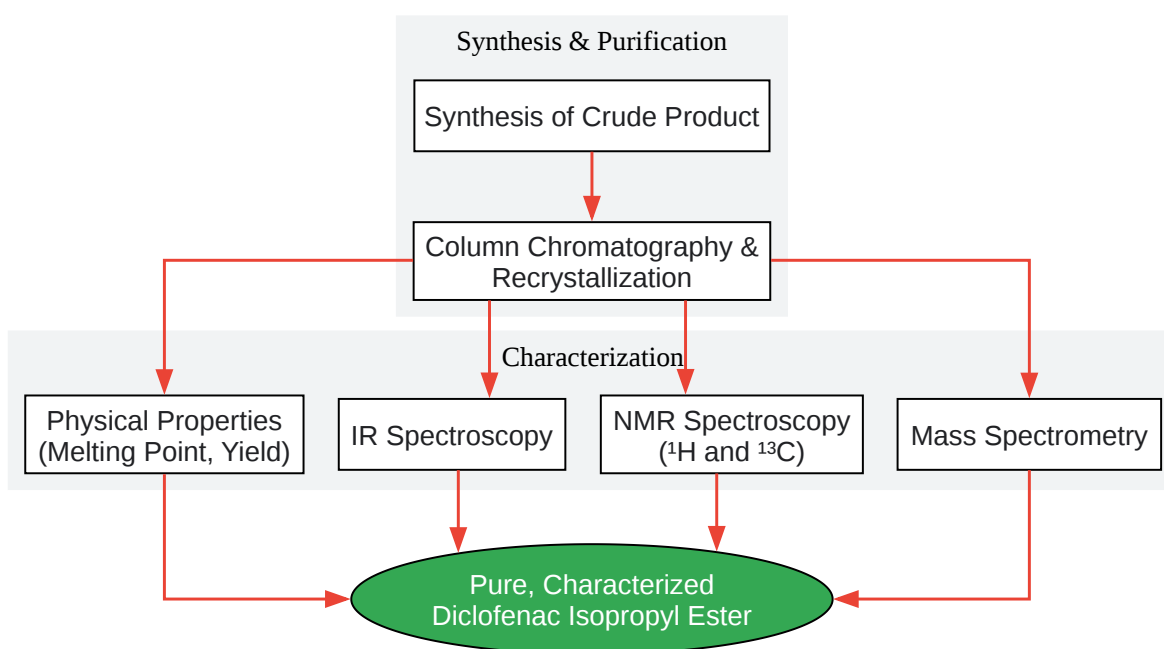 Synthesis & Purification
Synthesis of Crude Product
Column Chromatography &
Recrystallization
Characterization
Physical Properties
(Melting Point, Yield)
IR Spectroscopy
NMR Spectroscopy
(¹H and ¹³C)
Mass Spectrometry
Pure, Characterized
Diclofenac Isopropyl Ester